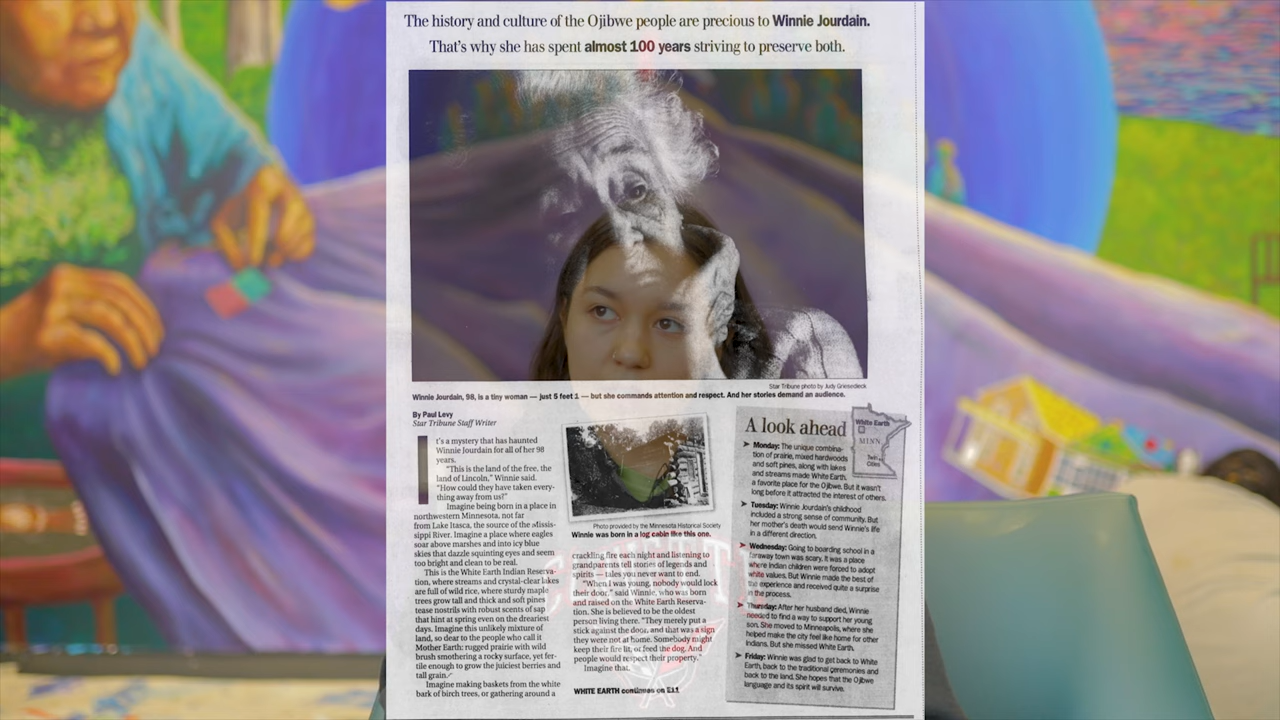 The history and culture of the Ojibwe people are precious to Winnie Jourdain.
That's why she has spent almost 100 years striving to preserve both.
Star Tribune photo by Judy Griesedieck
Winnie Jourdain, 98, is a tiny woman — just 5 feet 1 — but she commands attention and respect. And her stories demand an audience.
By Paul Levy
Star Tribune Staff Writer
It's a mystery that has haunted
Winnie Jourdain for all of her 98
years.
"This is the land of the free, the
land of Lincoln," Winnie said.
"How could they have taken every-
thing away from us?"
Imagine being born in a place in
northwestern Minnesota, not far
from Lake Itasca, the source of the Missis-
sippi River. Imagine a place where eagles
soar above marshes and into icy blue
skies that dazzle squinting eyes and seem
too bright and clean to be real.
This is the White Earth Indian Reserva-
tion, where streams and crystal-clear lakes
are full of wild rice, where sturdy maple
trees grow tall and thick and soft pines
tease nostrils with robust scents of sap
that hint at spring even on the dreariest
days. Imagine this unlikely mixture of
land, so dear to the people who call it
Mother Earth: rugged prairie with wild
brush smothering a rocky surface, yet fer-
tile enough to grow the juiciest berries and
tall grain.
Imagine making baskets from the white
bark of birch trees, or gathering around a
Photo provided by the Minnesota Historical Society
Winnie was born in a log cabin like this one.
crackling fire each night and listening to
grandparents tell stories of legends and
spirits — tales you never want to end.
"When I was young, nobody would lock
their door," said Winnie, who was born
and raised on the White Earth Reserva-
tion. She is believed to be the oldest
person living there. "They merely put a
stick against the door, and that was a sign
they were not at home. Somebody might
keep their fire lit, or feed the dog. And
people would respect their property."
Imagine that.
WHITE EARTH continues on E11
A look ahead
White Earth
MINN.
Twin
Cities
➤ Monday: The unique combina-
tion of prairie, mixed hardwoods
and soft pines, along with lakes
and streams made White Earth
a favorite place for the Ojibwe. But it wasn't
long before it attracted the interest of others.
➤ Tuesday: Winnie Jourdain's childhood
included a strong sense of community. But
her mother's death would send Winnie's life
in a different direction.
➤ Wednesday: Going to boarding school in a
faraway town was scary. It was a place
where Indian children were forced to adopt
white values. But Winnie made the best of
the experience and received quite a surprise
in the process.
➤ Thursday: After her husband died, Winnie
needed to find a way to support her young
son. She moved to Minneapolis, where she
helped make the city feel like home for other
Indians. But she missed White Earth.
➤ Friday: Winnie was glad to get back to White
Earth, back to the traditional ceremonies and
back to the land. She hopes that the Ojibwe
language and its spirit will survive.